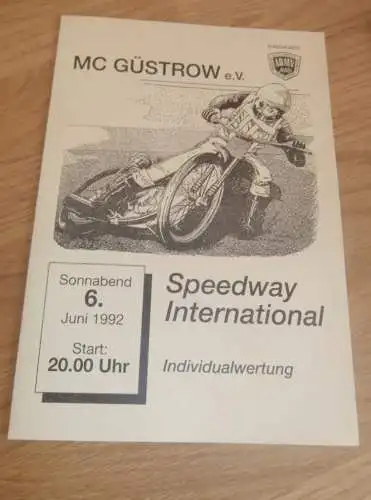 MC GÜSTROW e.V.
Sonnabend
6.
Juni 1992
Start:
20.00 Uhr
Speedway
International
Individualwertung